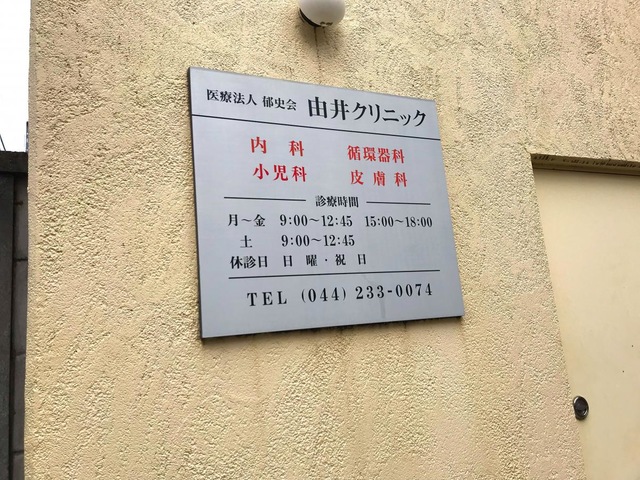 医療法人 郁史会 由井クリニック
内科 循環器科
小児科 皮膚科
診療時間
月〜金 9:00〜12:45 15:00〜18:00
土 9:00〜12:45
休診日 日曜・祝日
TEL (044) 233-0074